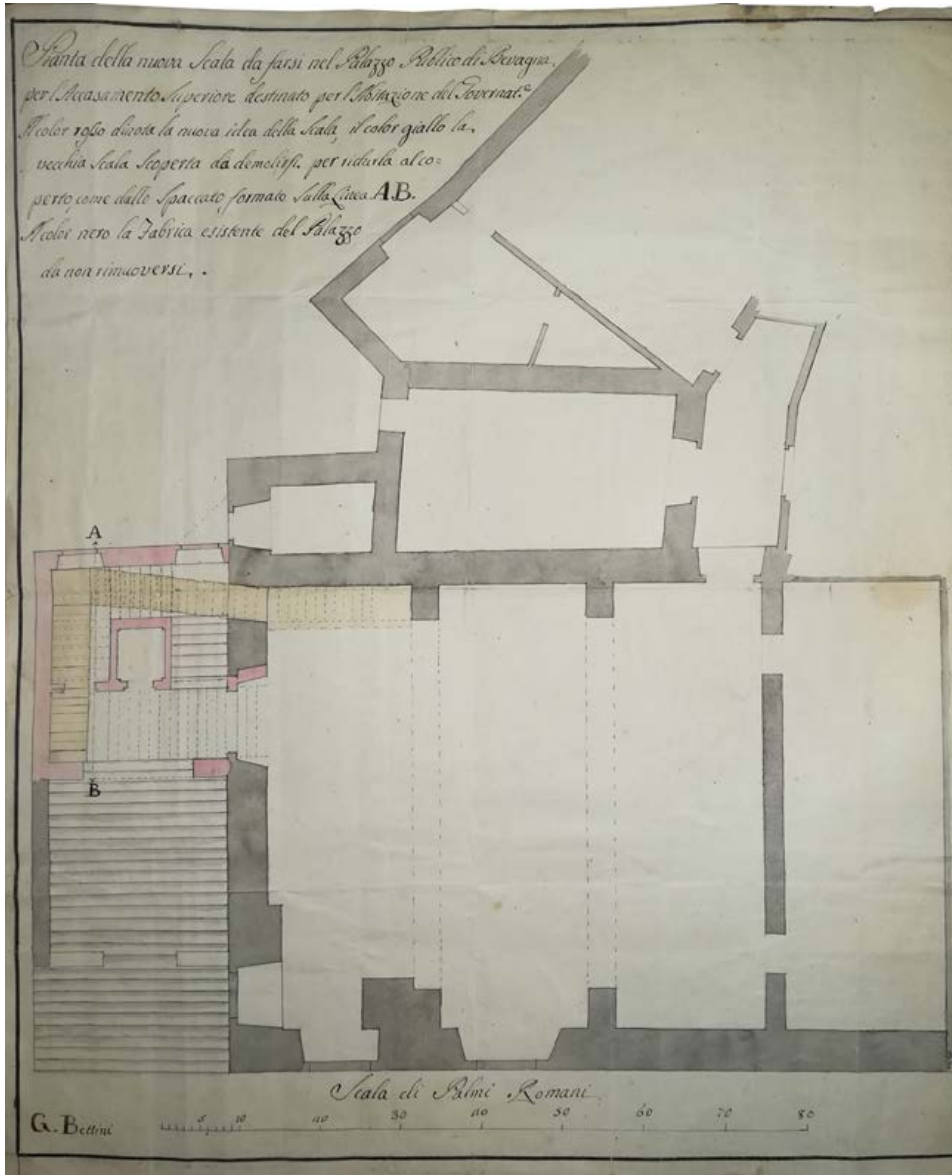 Pianta della nuova Scala da farsi nel Palazzo Publico di Bevagna,
per l'Accasamento Superiore destinato per l'Abitazione del Governat.e
Il color rosso dinota la nuova idea della Scala, il color giallo la
vecchia Scala Scoperta da demolirsi, per ridurla al co=
perto, come dallo Spaccato formato Sulla Linea A.B.
Il color nero la Fabrica esistente del Palazzo
da non rimuoversi,.
A
B
Scala di Palmi Romani
G. Bettini
5 10 20 30 40 50 60 70 80